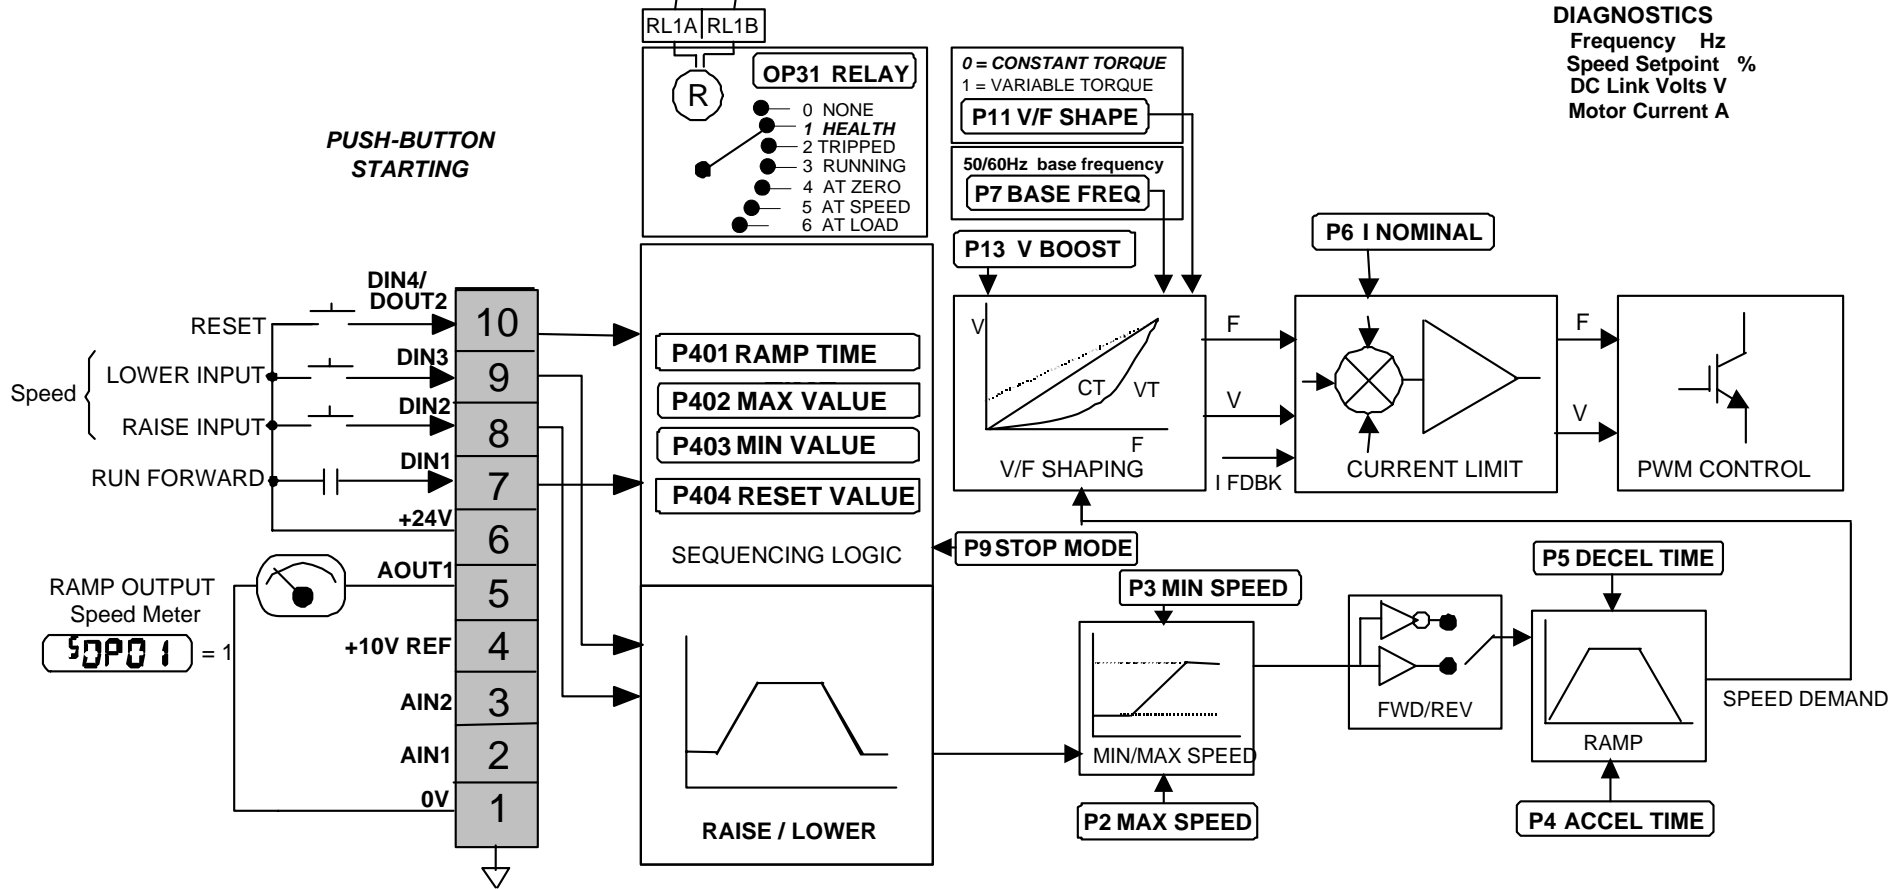 RL1A RL1B
OP31 RELAY
R
0 NONE
1 HEALTH
2 TRIPPED
3 RUNNING
4 AT ZERO
5 AT SPEED
6 AT LOAD
PUSH-BUTTON
STARTING
0 = CONSTANT TORQUE
1 = VARIABLE TORQUE
P11 V/F SHAPE
50/60Hz base frequency
P7 BASE FREQ
DIAGNOSTICS
Frequency Hz
Speed Setpoint %
DC Link Volts V
Motor Current A
P13 V BOOST
P6 I NOMINAL
DIN4/
DOUT2
RESET
10
Speed
LOWER INPUT
DIN3
9
RAISE INPUT
DIN2
8
RUN FORWARD
DIN1
7
+24V
6
RAMP OUTPUT
Speed Meter
SOP01 = 1
AOUT1
5
+10V REF
4
AIN2
3
AIN1
2
0V
1
P401 RAMP TIME
P402 MAX VALUE
P403 MIN VALUE
P404 RESET VALUE
SEQUENCING LOGIC
P9 STOP MODE
RAISE / LOWER
V
CT
VT
F
V/F SHAPING
F
V
I FDBK
CURRENT LIMIT
F
V
PWM CONTROL
P3 MIN SPEED
MIN/MAX SPEED
P2 MAX SPEED
FWD/REV
P5 DECEL TIME
RAMP
P4 ACCEL TIME
SPEED DEMAND